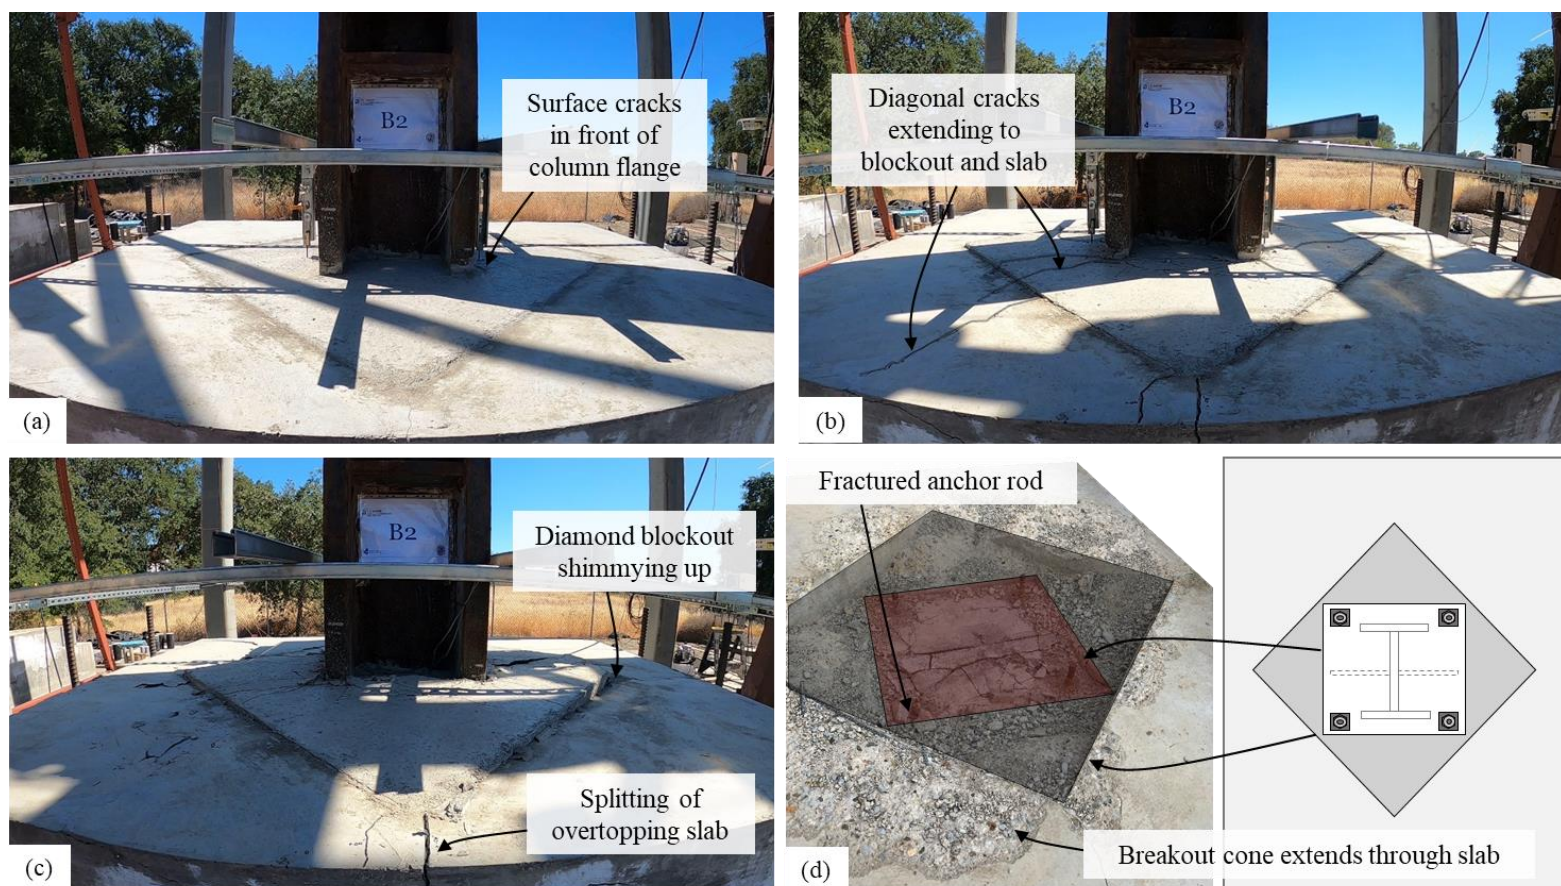 B2
Surface cracks
in front of
column flange
(a)
B2
Diagonal cracks
extending to
blockout and slab
(b)
B2
Diamond blockout
shimmying up
Splitting of
overtopping slab
(c)
Fractured anchor rod
Breakout cone extends through slab
(d)